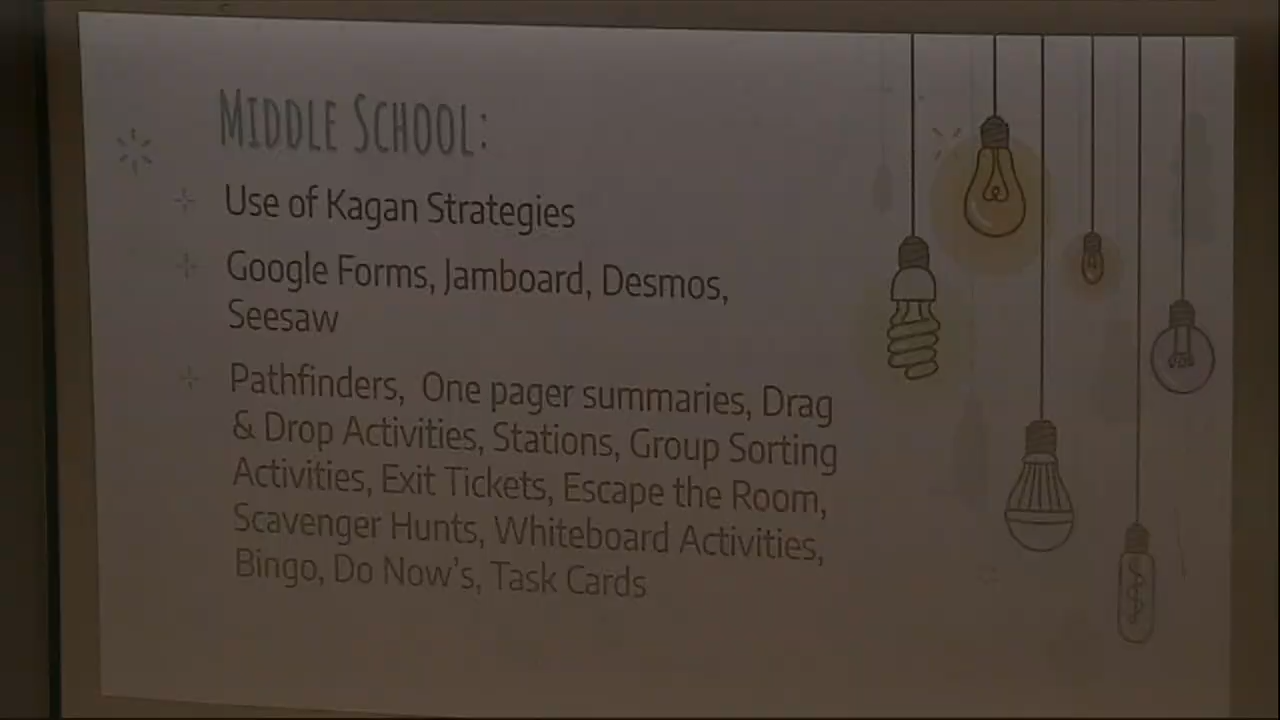 MIDDLE SCHOOL:
Use of Kagan Strategies
Google Forms, Jamboard, Desmos,
Seesaw
Pathfinders, One pager summaries, Drag
& Drop Activities, Stations, Group Sorting
Activities, Exit Tickets, Escape the Room,
Scavenger Hunts, Whiteboard Activities,
Bingo, Do Now's, Task Cards